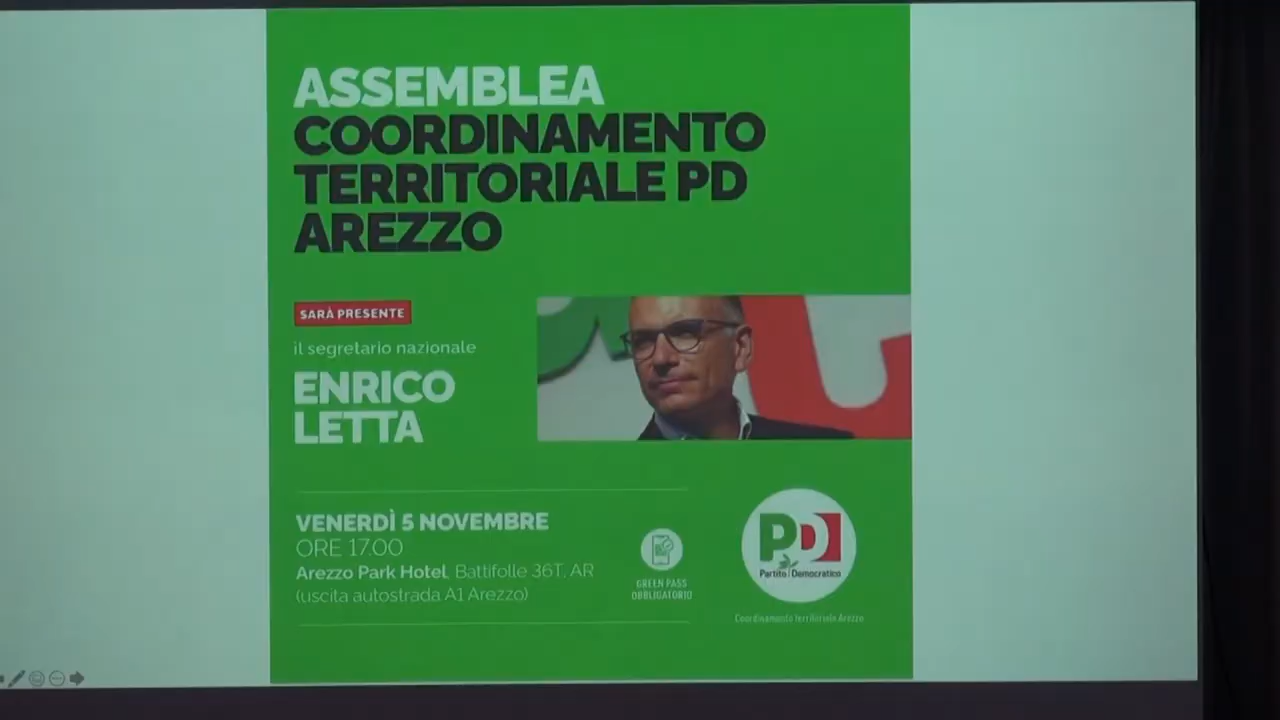 ASSEMBLEA
COORDINAMENTO
TERRITORIALE PD
AREZZO
SARÀ PRESENTE
il segretario nazionale
ENRICO
LETTA
VENERDÌ 5 NOVEMBRE
ORE 17.00
Arezzo Park Hotel, Battifolle 36T, AR
(uscita autostrada A1 Arezzo)
GREEN PASS
OBBLIGATORIO
PD
Partito Democratico
Coordinamento territoriale Arezzo